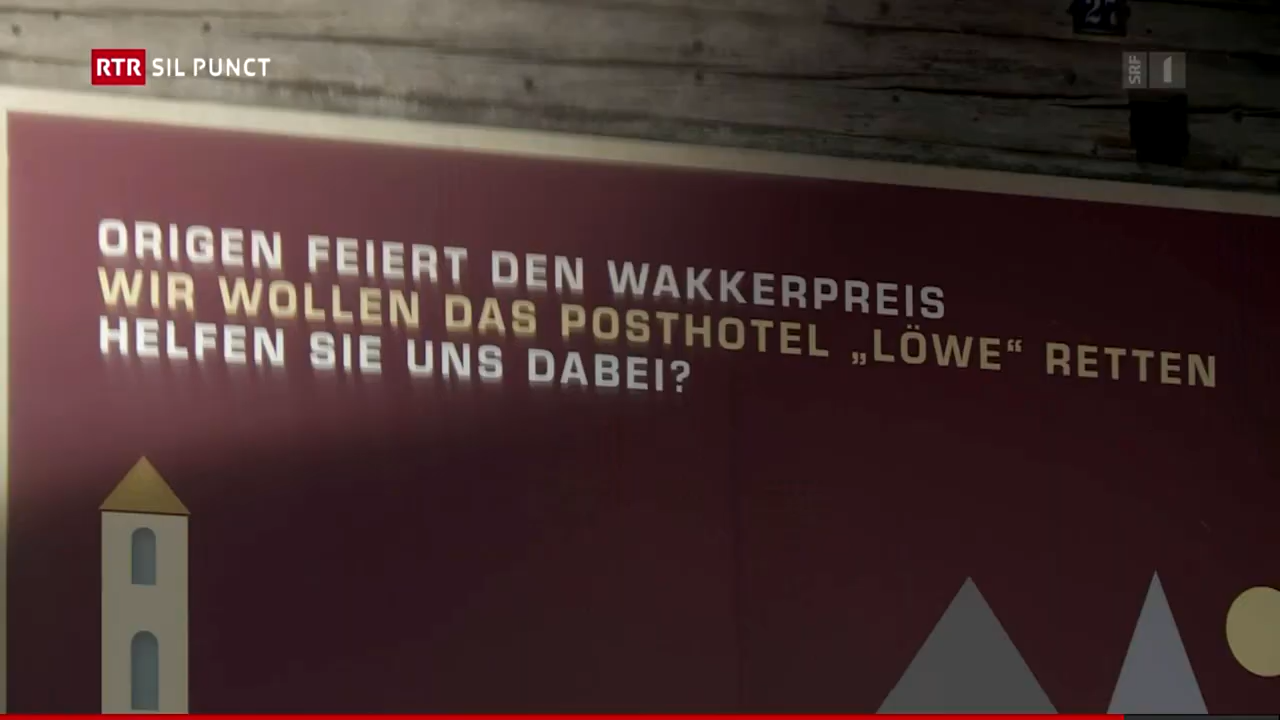 RTR SIL PUNCT
SRF 1
27
ORIGEN FEIERT DEN WAKKERPREIS
WIR WOLLEN DAS POSTHOTEL „LÖWE“ RETTEN
HELFEN SIE UNS DABEI?